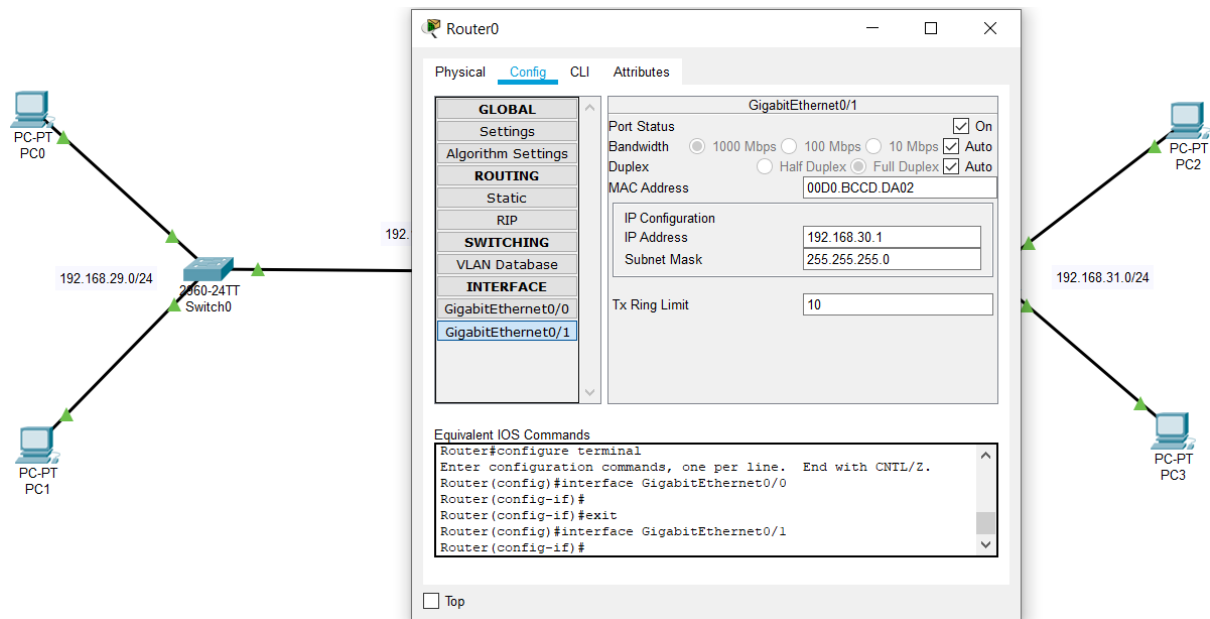 Router0
Physical Config CLI Attributes
GLOBAL
Settings
Algorithm Settings
ROUTING
Static
RIP
SWITCHING
VLAN Database
INTERFACE
GigabitEthernet0/0
GigabitEthernet0/1
GigabitEthernet0/1
Port Status On
Bandwidth 1000 Mbps 100 Mbps 10 Mbps Auto
Duplex Half Duplex Full Duplex Auto
MAC Address 00D0.BCCD.DA02
IP Configuration
IP Address 192.168.30.1
Subnet Mask 255.255.255.0
Tx Ring Limit 10
Equivalent IOS Commands
Router#configure terminal
Enter configuration commands, one per line. End with CNTL/Z.
Router(config)#interface GigabitEthernet0/0
Router(config-if)#
Router(config-if)#exit
Router(config)#interface GigabitEthernet0/1
Router(config-if)#
Top
PC-PT
PC0
192.168.29.0/24
2960-24TT
Switch0
192.
PC-PT
PC1
PC-PT
PC2
192.168.31.0/24
PC-PT
PC3